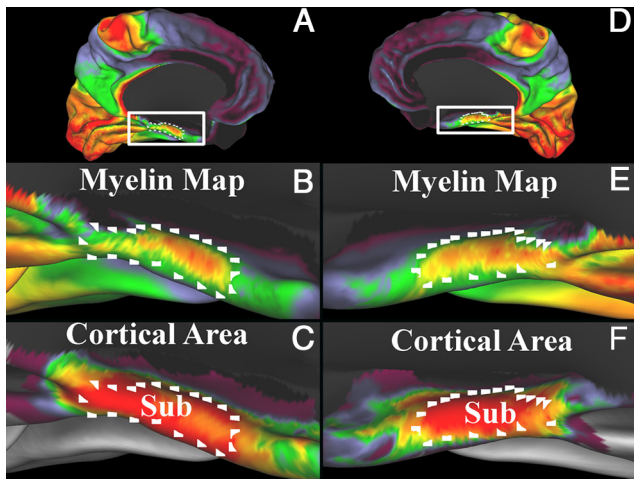 A
D
Myelin Map B
Myelin Map E
Cortical Area C
Cortical Area F
Sub
Sub